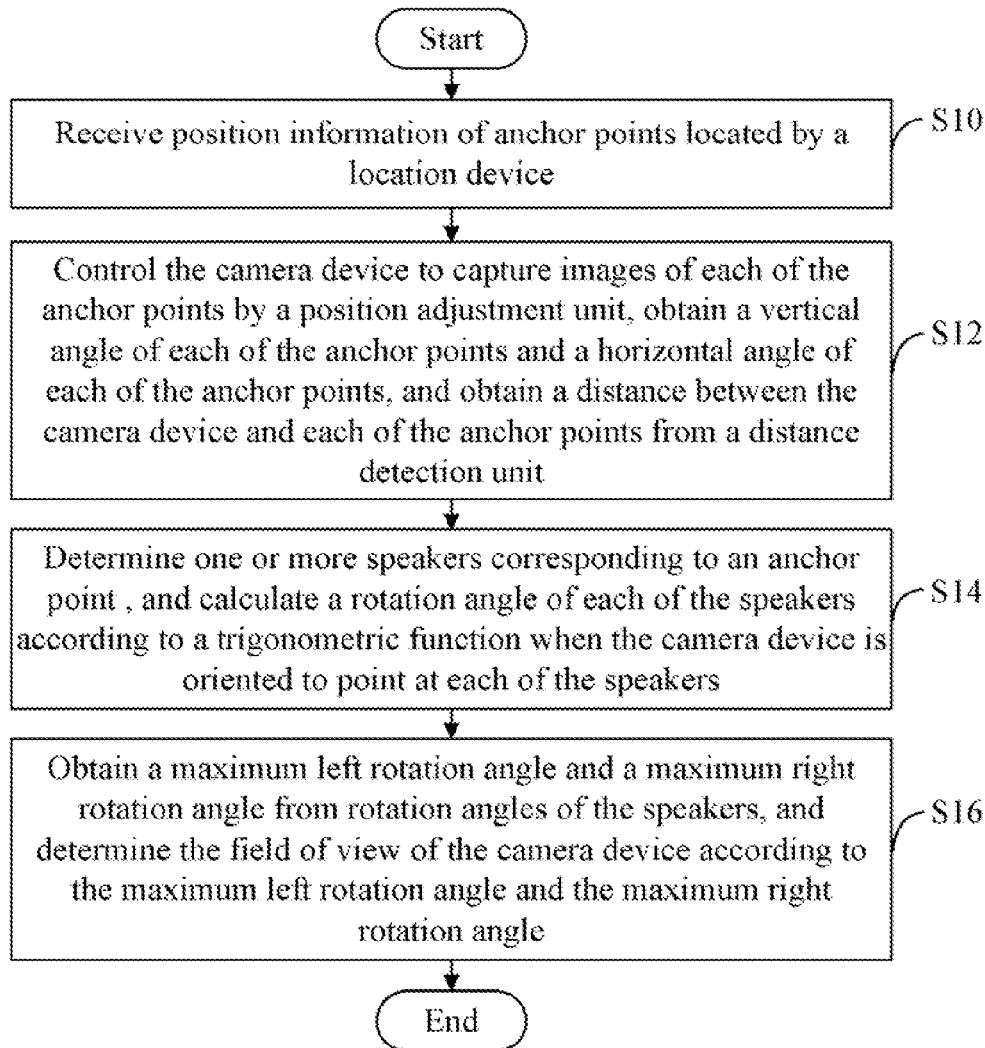 Start
Receive position information of anchor points located by a
location device
S10
Control the camera device to capture images of each of the
anchor points by a position adjustment unit, obtain a vertical
angle of each of the anchor points and a horizontal angle of
each of the anchor points, and obtain a distance between the
camera device and each of the anchor points from a distance
detection unit
S12
Determine one or more speakers corresponding to an anchor
point , and calculate a rotation angle of each of the speakers
according to a trigonometric function when the camera device is
oriented to point at each of the speakers
S14
Obtain a maximum left rotation angle and a maximum right
rotation angle from rotation angles of the speakers, and
determine the field of view of the camera device according to
the maximum left rotation angle and the maximum right
rotation angle
S16
End